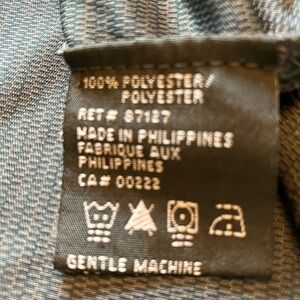 100% POLYESTER/
POLYESTER
RET# 87127
MADE IN PHILIPPINES
FABRIQUE AUX
PHILIPPINES
CA# 00222
GENTLE MACHINE